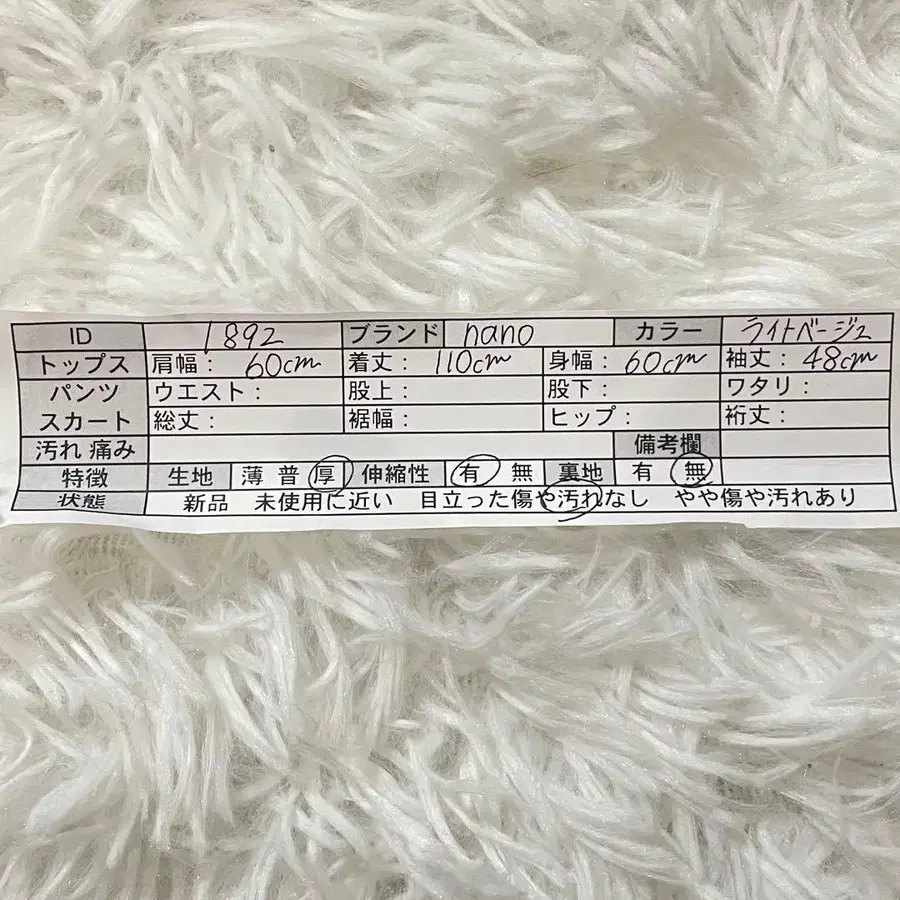 ID 1892 ブランド nano カラー ライトベージュ
トップス 肩幅： 60cm 着丈： 110cm 身幅： 60cm 袖丈： 48cm
パンツ ウエスト： 股上： 股下： ワタリ：
スカート 総丈： 裾幅： ヒップ： 裄丈：
汚れ 痛み 備考欄
特徴 生地 薄 普 厚 伸縮性 有 無 裏地 有 無
状態 新品 未使用に近い 目立った傷や汚れなし やや傷や汚れあり